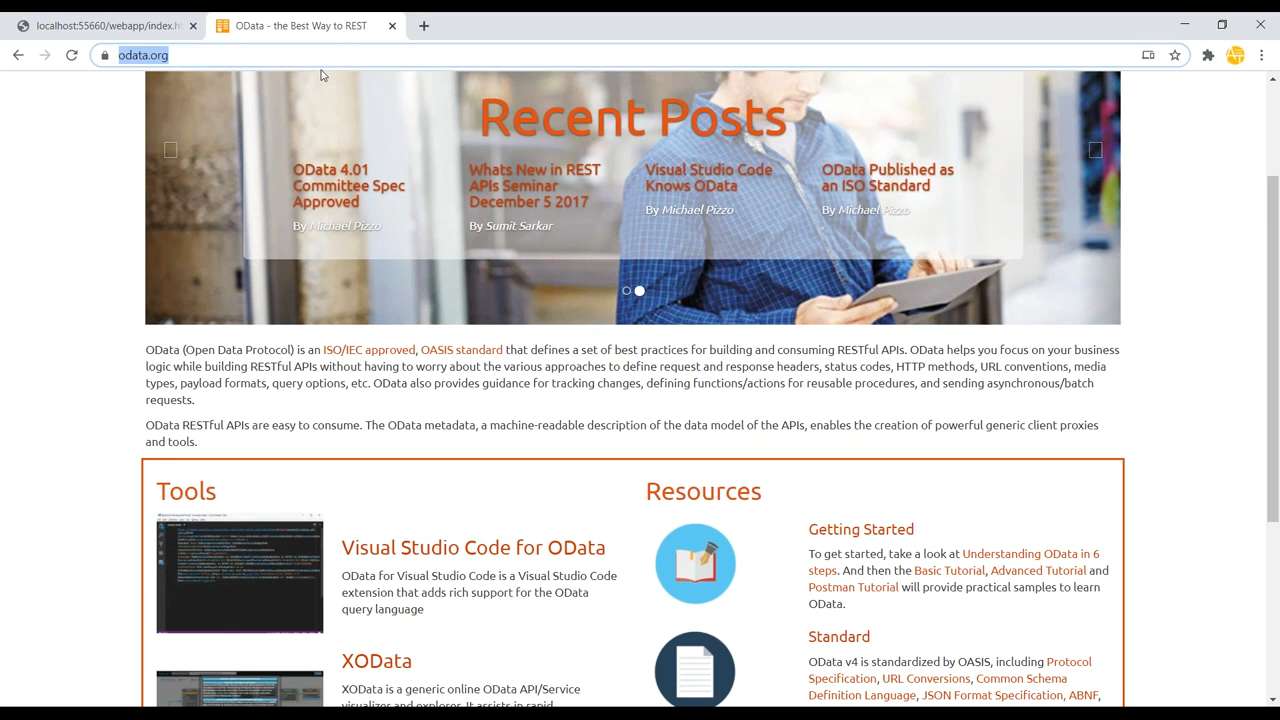 localhost:55660/webapp/index.h
OData - the Best Way to REST
odata.org
Recent Posts
OData 4.01
Committee Spec
Approved
By Michael Pizzo
Whats New in REST
APIs Seminar
December 5 2017
By Sumit Sarkar
Visual Studio Code
Knows OData
By Michael Pizzo
OData Published as
an ISO Standard
By Michael Pizzo
OData (Open Data Protocol) is an ISO/IEC approved, OASIS standard that defines a set of best practices for building and consuming RESTful APIs. OData helps you focus on your business
logic while building RESTful APIs without having to worry about the various approaches to define request and response headers, status codes, HTTP methods, URL conventions, media
types, payload formats, query options, etc. OData also provides guidance for tracking changes, defining functions/actions for reusable procedures, and sending asynchronous/batch
requests.
OData RESTful APIs are easy to consume. The OData metadata, a machine-readable description of the data model of the APIs, enables the creation of powerful generic client proxies
and tools.
Tools
Visual Studio Code for OData
OData for Visual Studio Code is a Visual Studio Code
extension that adds rich support for the OData
query language
XOData
XOData is a generic online OData API/Service
visualizer and explorer. It assists in rapid
Resources
Getting Started
To get started take a look at Understanding OData in 6
steps. And then the Basic Tutorial, Advanced Tutorial and
Postman Tutorial will provide practical samples to learn
OData.
Standard
OData v4 is standardized by OASIS, including Protocol
Specification, URL Conventions, Common Schema
Definition Language, JSON Format Specification, ABNF,